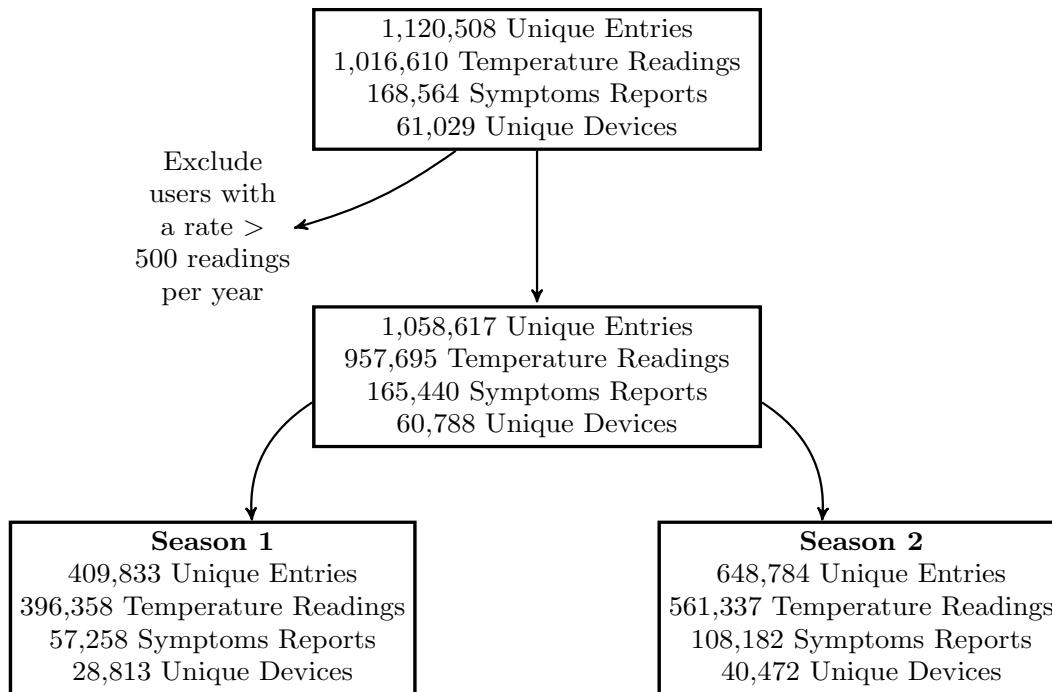 1,120,508 Unique Entries
1,016,610 Temperature Readings
168,564 Symptoms Reports
61,029 Unique Devices
Exclude
users with
a rate >
500 readings
per year
1,058,617 Unique Entries
957,695 Temperature Readings
165,440 Symptoms Reports
60,788 Unique Devices
Season 1
409,833 Unique Entries
396,358 Temperature Readings
57,258 Symptoms Reports
28,813 Unique Devices
Season 2
648,784 Unique Entries
561,337 Temperature Readings
108,182 Symptoms Reports
40,472 Unique Devices